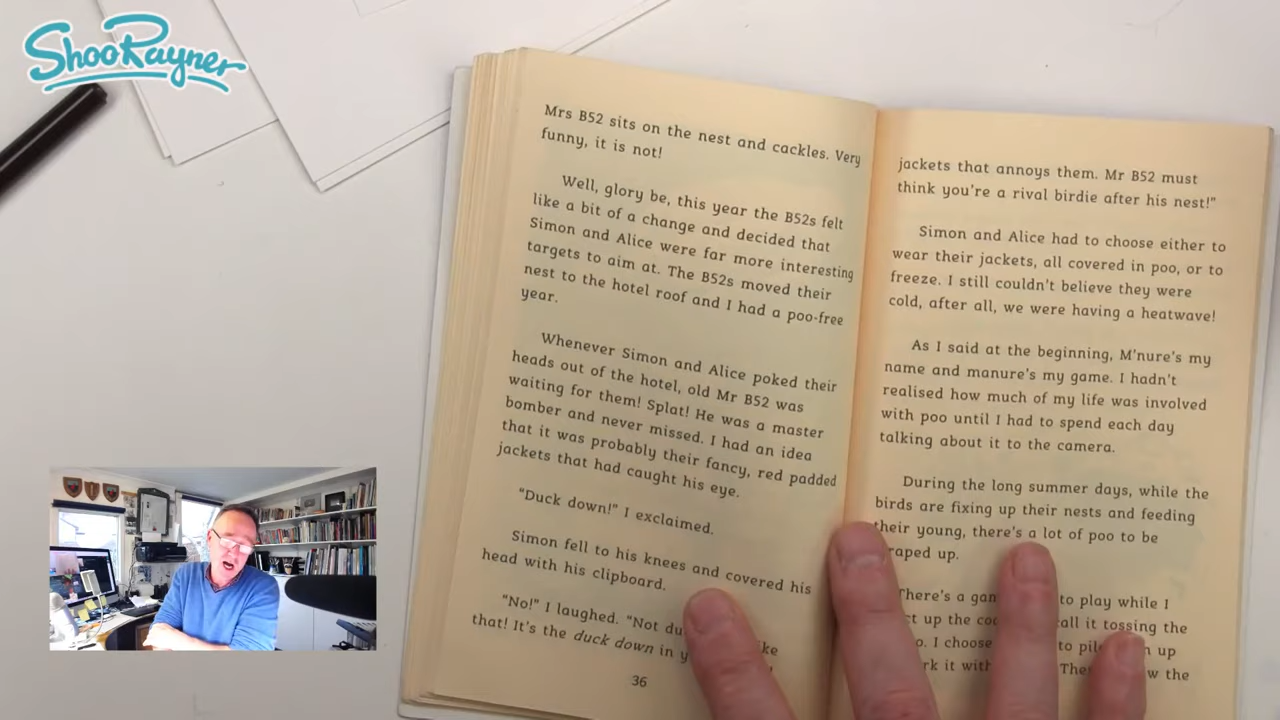 ShooRayner
Mrs B52 sits on the nest and cackles. Very
funny, it is not!
Well, glory be, this year the B52s felt
like a bit of a change and decided that
Simon and Alice were far more interesting
targets to aim at. The B52s moved their
nest to the hotel roof and I had a poo-free
year.
Whenever Simon and Alice poked their
heads out of the hotel, old Mr B52 was
waiting for them! Splat! He was a master
bomber and never missed. I had an idea
that it was probably their fancy, red padded
jackets that had caught his eye.
“Duck down!” I exclaimed.
Simon fell to his knees and covered his
head with his clipboard.
“No!” I laughed. “Not
that! It’s the duck down in
36
jackets that annoys them. Mr B52 must
think you’re a rival birdie after his nest!”
Simon and Alice had to choose either to
wear their jackets, all covered in poo, or to
freeze. I still couldn’t believe they were
cold, after all, we were having a heatwave!
As I said at the beginning, M’nure’s my
name and manure’s my game. I hadn’t
realised how much of my life was involved
with poo until I had to spend each day
talking about it to the camera.
During the long summer days, while the
birds are fixing up their nests and feeding
their young, there’s a lot of poo to be
up.
There’s a to play while I
up the call it tossing the
I choose to up
it the